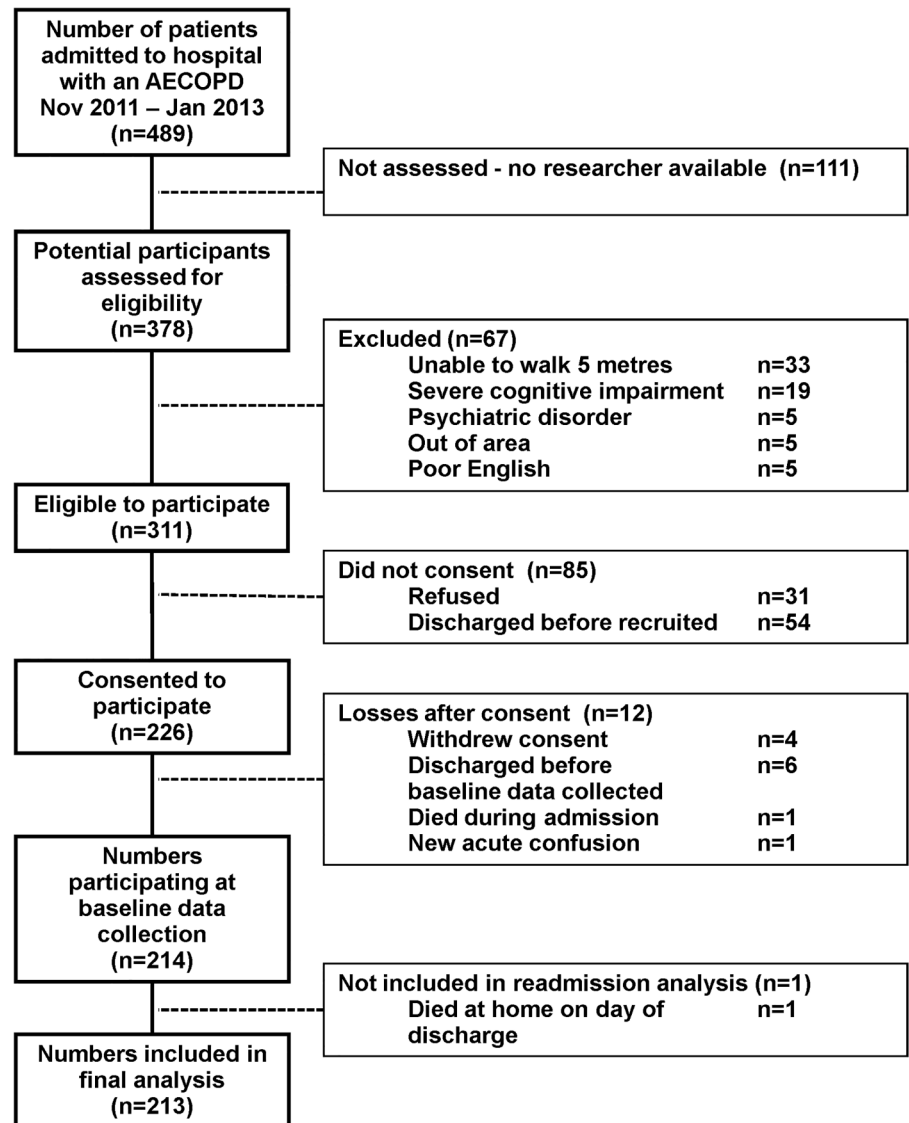 Number of patients
admitted to hospital
with an AECOPD
Nov 2011 – Jan 2013
(n=489)
Not assessed - no researcher available (n=111)
Potential participants
assessed for
eligibility
(n=378)
Excluded (n=67)
Unable to walk 5 metres n=33
Severe cognitive impairment n=19
Psychiatric disorder n=5
Out of area n=5
Poor English n=5
Eligible to participate
(n=311)
Did not consent (n=85)
Refused n=31
Discharged before recruited n=54
Consented to
participate
(n=226)
Losses after consent (n=12)
Withdrew consent n=4
Discharged before n=6
baseline data collected
Died during admission n=1
New acute confusion n=1
Numbers
participating at
baseline data
collection
(n=214)
Not included in readmission analysis (n=1)
Died at home on day of n=1
discharge
Numbers included in
final analysis
(n=213)